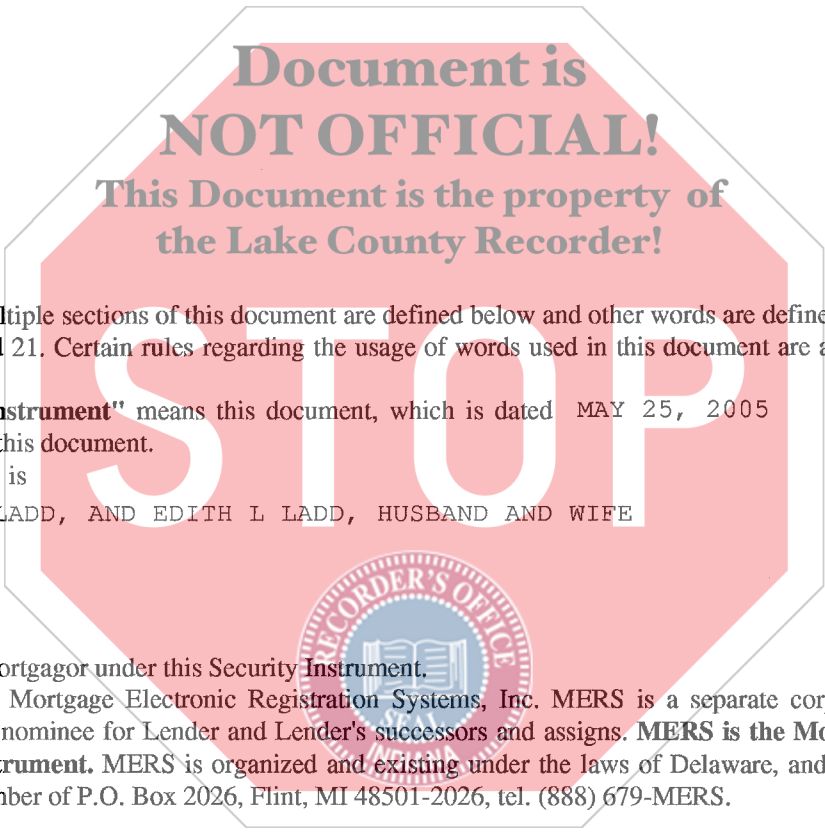 Document is
NOT OFFICIAL!
This Document is the property of
the Lake County Recorder!
STOP
ltiple sections of this document are defined below and other words are define
21. Certain rules regarding the usage of words used in this document are a
nstrument" means this document, which is dated MAY 25, 2005
this document.
is
LADD, AND EDITH L LADD, HUSBAND AND WIFE
RECORDER'S OFFICE
SEAL
INDIANA
ortgagor under this Security Instrument.
Mortgage Electronic Registration Systems, Inc. MERS is a separate corp
nominee for Lender and Lender's successors and assigns. MERS is the Mo
trument. MERS is organized and existing under the laws of Delaware, and
nber of P.O. Box 2026, Flint, MI 48501-2026, tel. (888) 679-MERS.